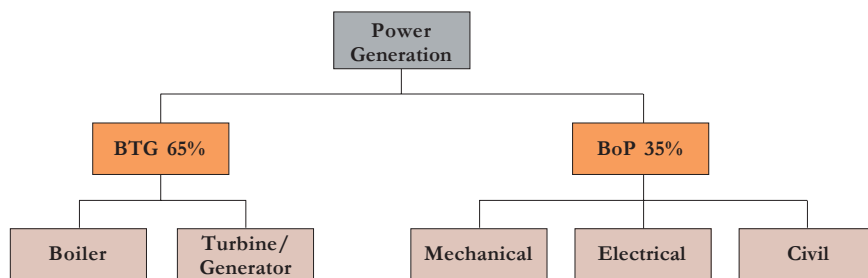 Power
Generation
BTG 65%
BoP 35%
Boiler
Turbine/
Generator
Mechanical
Electrical
Civil